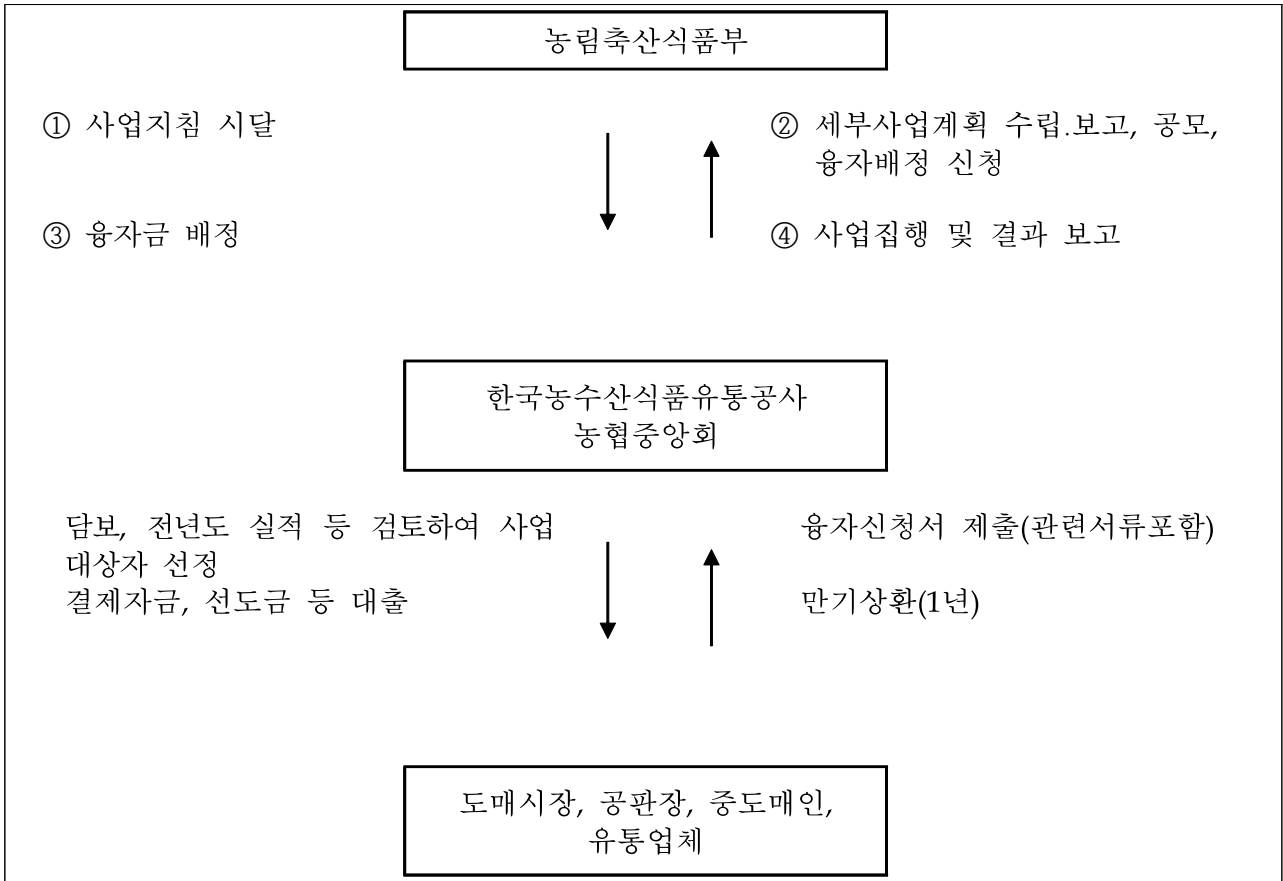 농림축산식품부
① 사업지침 시달
② 세부사업계획 수립.보고, 공모,
융자배정 신청
③ 융자금 배정
④ 사업집행 및 결과 보고
한국농수산식품유통공사
농협중앙회
담보, 전년도 실적 등 검토하여 사업
대상자 선정
결제자금, 선도금 등 대출
융자신청서 제출(관련서류포함)
만기상환(1년)
도매시장, 공판장, 중도매인,
유통업체